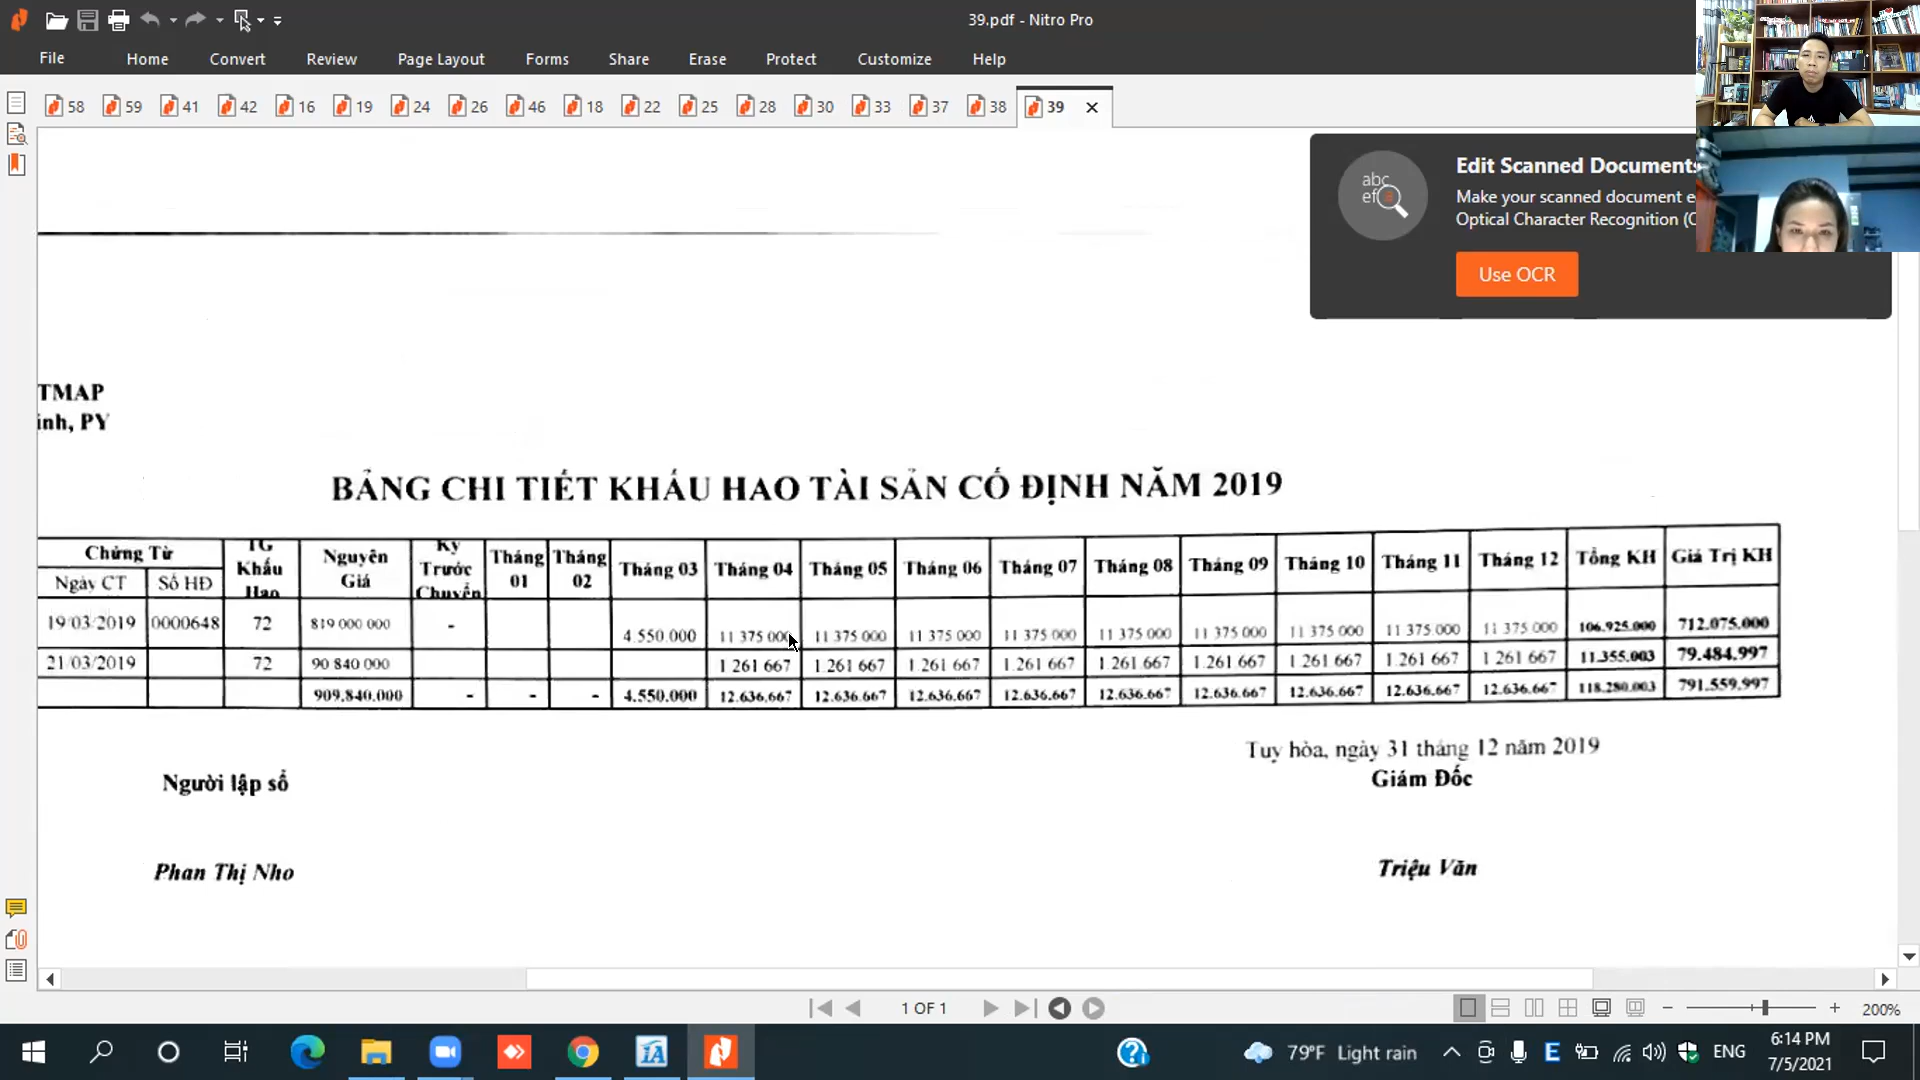 39.pdf - Nitro Pro
File Home Convert Review Page Layout Forms Share Erase Protect Customize Help
58 59 41 42 16 19 24 26 46 18 22 25 28 30 33 37 38 39
Edit Scanned Documents
Make your scanned document e
Optical Character Recognition (
Use OCR
TMAP
inh, PY
BẢNG CHI TIẾT KHẤU HAO TÀI SẢN CỐ ĐỊNH NĂM 2019
Chứng Từ TG Khấu Hao Nguyên Giá Kỳ Trước Chuyển Tháng 01 Tháng 02 Tháng 03 Tháng 04 Tháng 05 Tháng 06 Tháng 07 Tháng 08 Tháng 09 Tháng 10 Tháng 11 Tháng 12 Tổng KH Giá Trị KH
Ngày CT Số HĐ
19/03/2019 0000648 72 819 000 000 - 4 550.000 11 375 000 11 375 000 11 375 000 11 375 000 11 375 000 11 375 000 11 375 000 11 375 000 11 375 000 106.925.000 712.075.000
21/03/2019 72 90 840 000 1 261 667 1 261 667 1 261 667 1 261 667 1 261 667 1 261 667 1 261 667 1 261 667 1 261 667 11.355.003 79.484.997
909.840.000 - - - 4.550.000 12.636.667 12.636.667 12.636.667 12.636.667 12.636.667 12.636.667 12.636.667 12.636.667 12.636.667 118.280.003 791.559.997
Tuy hòa, ngày 31 tháng 12 năm 2019
Người lập sổ Giám Đốc
Phan Thị Nho Triệu Văn
1 OF 1
200%
79°F Light rain ENG 6:14 PM
7/5/2021